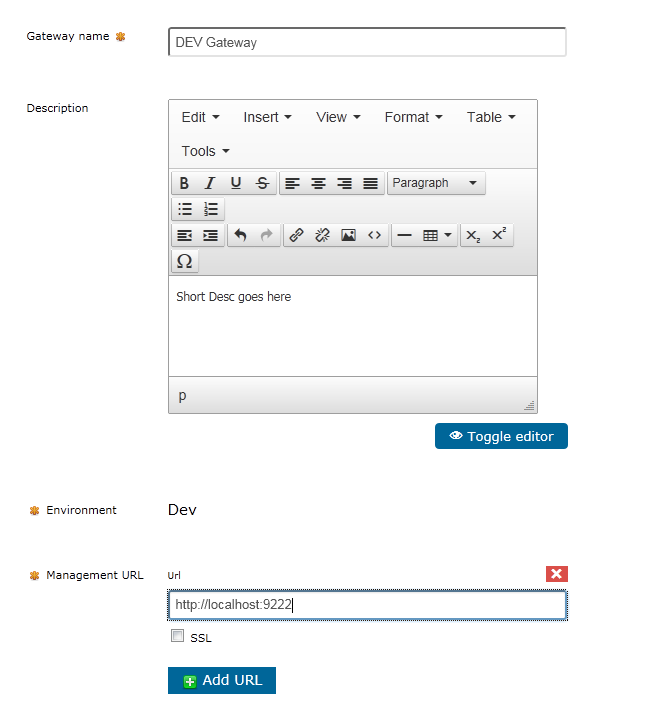 Gateway name
DEV Gateway
Description
Edit Insert View Format Table
Tools
B I U S Paragraph
Ω
Short Desc goes here
p
Toggle editor
Environment Dev
Management URL Url
http://localhost:9222
SSL
Add URL